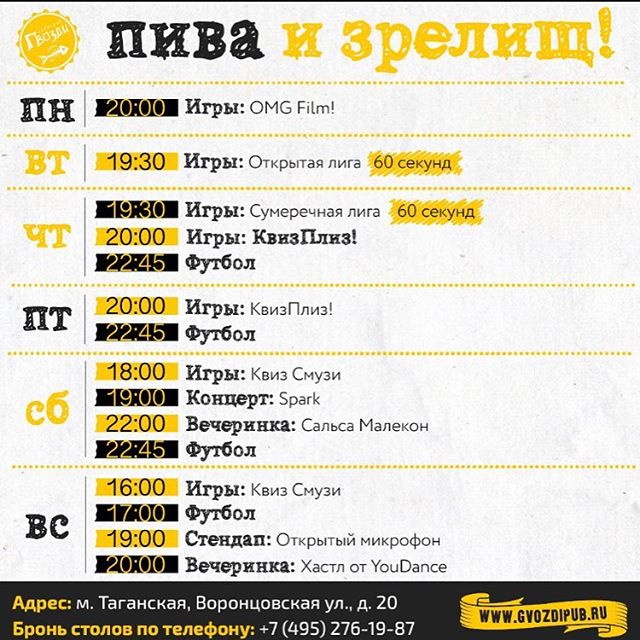 ГВОЗДИ
пива и зрелищ!
ПН
20:00 Игры: OMG Film!
ВТ
19:30 Игры: Открытая лига 60 секунд
ЧТ
19:30 Игры: Сумеречная лига 60 секунд
20:00 Игры: КвизПлиз!
22:45 Футбол
ПТ
20:00 Игры: КвизПлиз!
22:45 Футбол
сб
18:00 Игры: Квиз Смузи
19:00 Концерт: Spark
22:00 Вечеринка: Сальса Малекон
22:45 Футбол
ВС
16:00 Игры: Квиз Смузи
17:00 Футбол
19:00 Стендап: Открытый микрофон
20:00 Вечеринка: Хастл от YouDance
Адрес: м. Таганская, Воронцовская ул., д. 20
Бронь столов по телефону: +7 (495) 276-19-87
WWW.GVOZDIPUB.RU